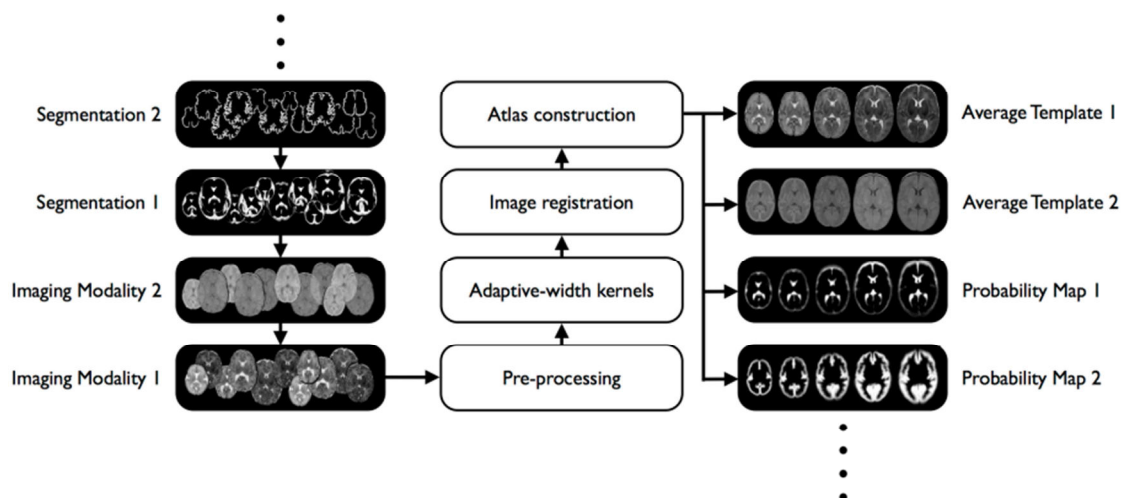 Segmentation 2
Segmentation 1
Imaging Modality 2
Imaging Modality 1
Atlas construction
Image registration
Adaptive-width kernels
Pre-processing
Average Template 1
Average Template 2
Probability Map 1
Probability Map 2